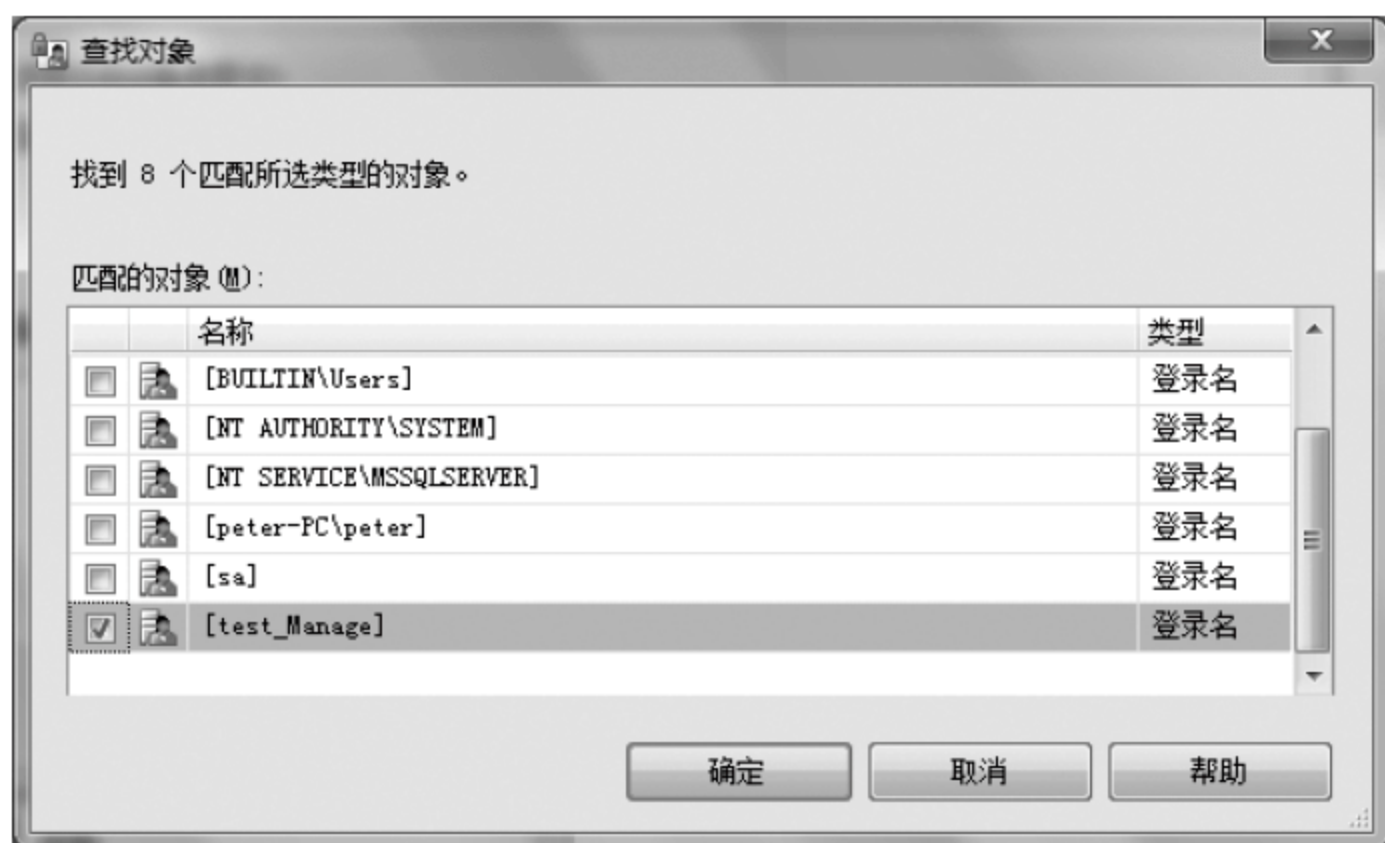 查找对象
找到 8 个匹配所选类型的对象。
匹配的对象(M):
名称 类型
[BUILTIN\Users] 登录名
[NT AUTHORITY\SYSTEM] 登录名
[NT SERVICE\MSSQLSERVER] 登录名
[peter-PC\peter] 登录名
[sa] 登录名
[test_Manage] 登录名
确定 取消 帮助